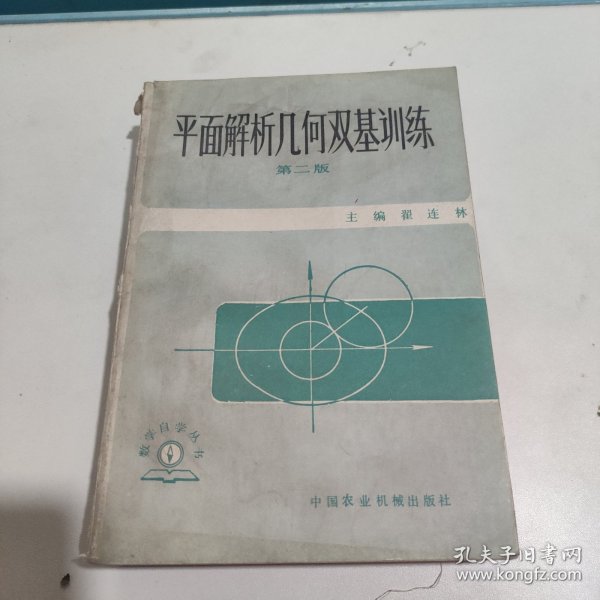 平面解析几何双基训练
第二版
主编 翟连林
数学自学丛书
中国农业机械出版社
孔夫子旧书网
www.kongfz.com